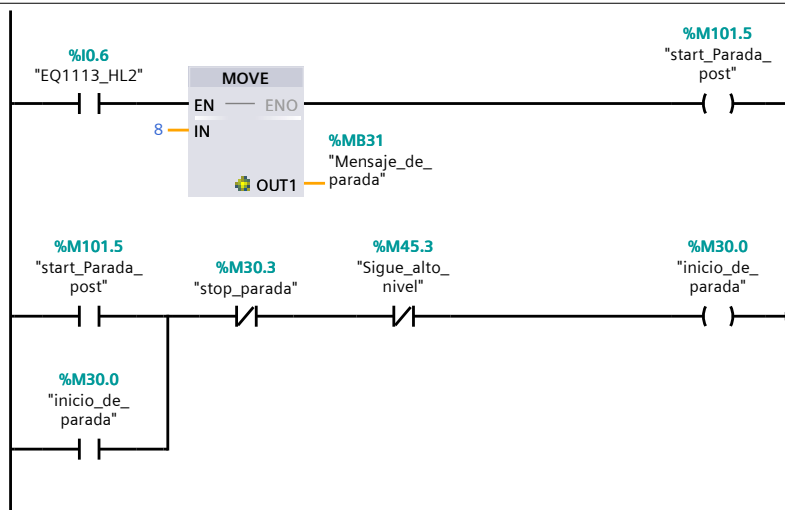 %I0.6
"EQ1113_HL2"
MOVE
EN
ENO
8
IN
OUT1
%MB31
"Mensaje_de_
parada"
%M101.5
"start_Parada_
post"
%M101.5
"start_Parada_
post"
%M30.3
"stop_parada"
%M45.3
"Sigue_alto_
nivel"
%M30.0
"inicio_de_
parada"
%M30.0
"inicio_de_
parada"